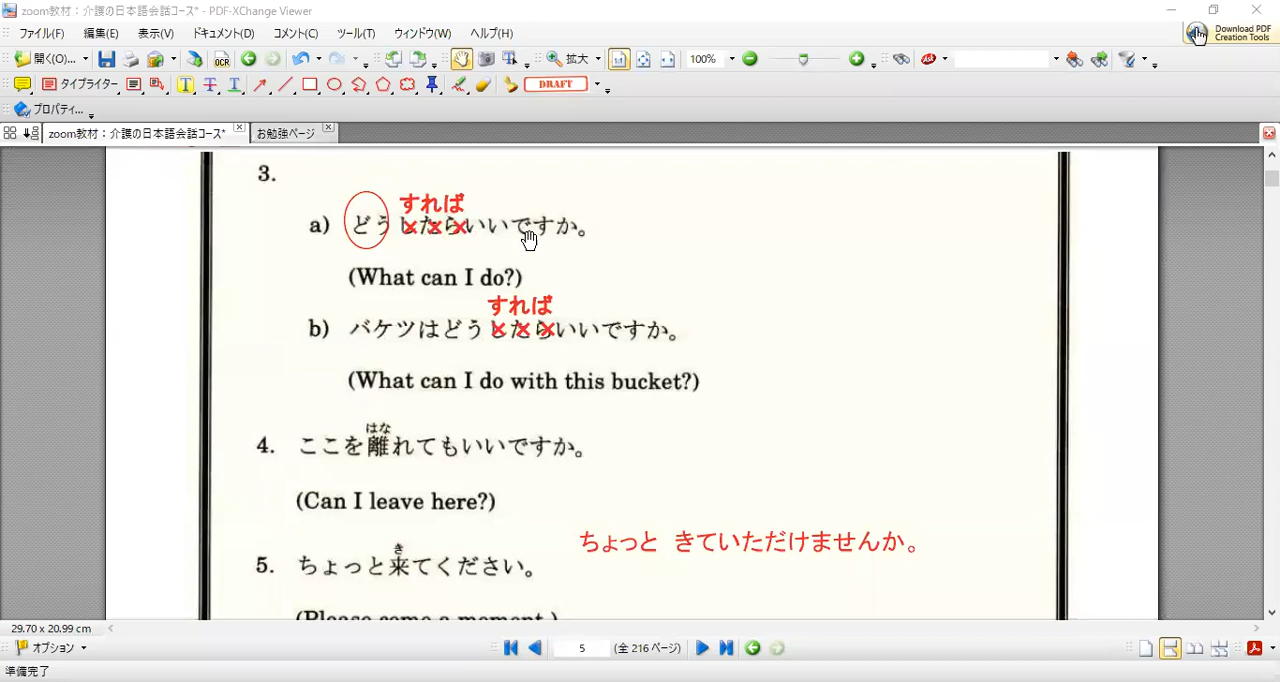 zoom教材：介護の日本語会話コース* - PDF-XChange Viewer
ファイル(F) 編集(E) 表示(V) ドキュメント(D) コメント(C) ツール(T) ウィンドウ(W) ヘルプ(H)
Download PDF
Creation Tools
開く(O)... OCR 拡大 100%
タイプライター T T T DRAFT
プロパティ...
zoom教材：介護の日本語会話コース* お勉強ページ
3.
すれば
a) どうしたらいいですか。
(What can I do?)
すれば
b) バケツはどうしたらいいですか。
(What can I do with this bucket?)
はな
4. ここを離れてもいいですか。
(Can I leave here?)
ちょっと きていただけませんか。
き
5. ちょっと来てください。
(Please come a moment.)
29.70 x 20.99 cm
オプション 5 (全 216 ページ)
準備完了